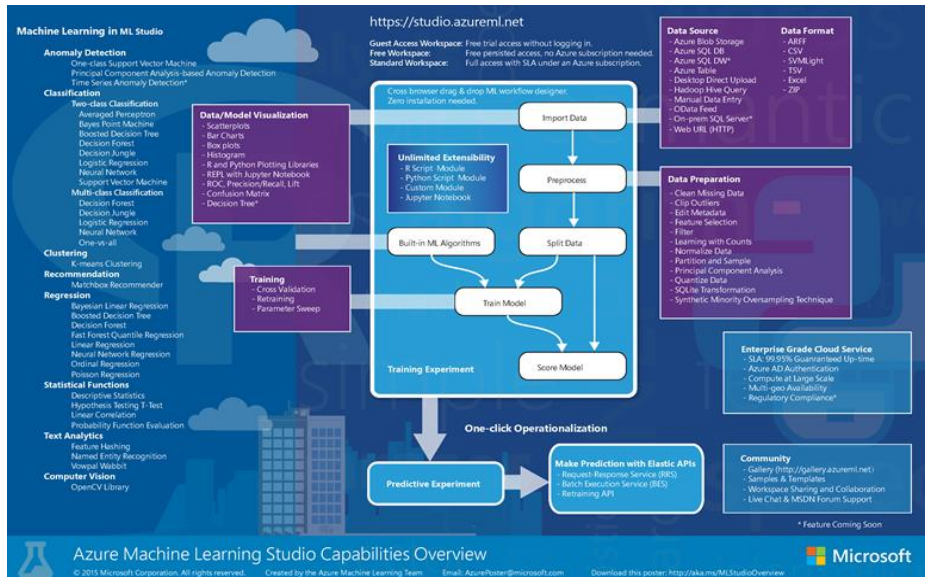 Machine Learning in ML Studio
Anomaly Detection
One-class Support Vector Machine
Principal Component Analysis-based Anomaly Detection
Time Series Anomaly Detection*
Classification
Two-class Classification
Averaged Perceptron
Bayes Point Machine
Boosted Decision Tree
Decision Forest
Decision Jungle
Logistic Regression
Neural Network
Support Vector Machine
Multi-class Classification
Decision Forest
Decision Jungle
Logistic Regression
Neural Network
One-vs-all
Clustering
K-means Clustering
Recommendation
Matchbox Recommender
Regression
Bayesian Linear Regression
Boosted Decision Tree
Decision Forest
Fast Forest Quantile Regression
Linear Regression
Neural Network Regression
Ordinal Regression
Poisson Regression
Statistical Functions
Descriptive Statistics
Hypothesis Testing T-Test
Linear Correlation
Probability Function Evaluation
Text Analytics
Feature Hashing
Named Entity Recognition
Vowpal Wabbit
Computer Vision
OpenCV Library
https://studio.azureml.net
Guest Access Workspace: Free trial access without logging in.
Free Workspace: Free persisted access, no Azure subscription needed.
Standard Workspace: Full access with SLA under an Azure subscription.
Cross browser drag & drop ML workflow designer.
Zero installation needed.
Data/Model Visualization
- Scatterplots
- Bar Charts
- Box plots
- Histogram
- R and Python Plotting Libraries
- REPL with Jupyter Notebook
- ROC, Precision/Recall, Lift
- Confusion Matrix
- Decision Tree*
Unlimited Extensibility
- R Script Module
- Python Script Module
- Custom Module
- Jupyter Notebook
Import Data
Preprocess
Built-in ML Algorithms
Split Data
Training
- Cross Validation
- Retraining
- Parameter Sweep
Train Model
Score Model
Training Experiment
One-click Operationalization
Predictive Experiment
Make Prediction with Elastic APIs
- Request-Response Service (RRS)
- Batch Execution Service (BES)
- Retraining API
Data Source
- Azure Blob Storage
- Azure SQL DB
- Azure SQL DW*
- Azure Table
- Desktop Direct Upload
- Hadoop Hive Query
- Manual Data Entry
- OData Feed
- On-prem SQL Server*
- Web URL (HTTP)
Data Format
- ARFF
- CSV
- SVMLight
- TSV
- Excel
- ZIP
Data Preparation
- Clean Missing Data
- Clip Outliers
- Edit Metadata
- Feature Selection
- Filter
- Learning with Counts
- Normalize Data
- Partition and Sample
- Principal Component Analysis
- Quantize Data
- SQLite Transformation
- Synthetic Minority Oversampling Technique
Enterprise Grade Cloud Service
- SLA: 99.95% Guaranteed Up-time
- Azure AD Authentication
- Compute at Large Scale
- Multi-geo Availability
- Regulatory Compliance*
Community
- Gallery (http://gallery.azureml.net)
- Samples & Templates
- Workspace Sharing and Collaboration
- Live Chat & MSDN Forum Support
* Feature Coming Soon
Azure Machine Learning Studio Capabilities Overview
Microsoft
© 2015 Microsoft Corporation. All rights reserved. Created by the Azure Machine Learning Team Email: AzurePoster@microsoft.com Download this poster: http://aka.ms/MLStudioOverview